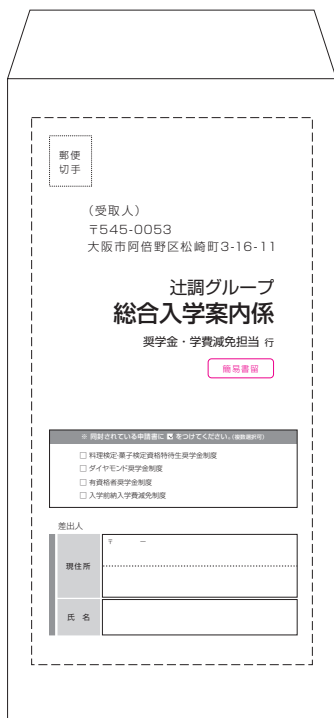 郵便
切手
（受取人）
〒545-0053
大阪市阿倍野区松崎町3-16-11
辻調グループ
総合入学案内係
奨学金・学費減免担当 行
簡易書留
※ 同封されている申請書に ☑ をつけてください。(複数選択可)
□ 料理検定・菓子検定資格特待生奨学金制度
□ ダイヤモンド奨学金制度
□ 有資格者奨学金制度
□ 入学前納入学費減免制度
差出人
〒　　－
現住所
氏 名